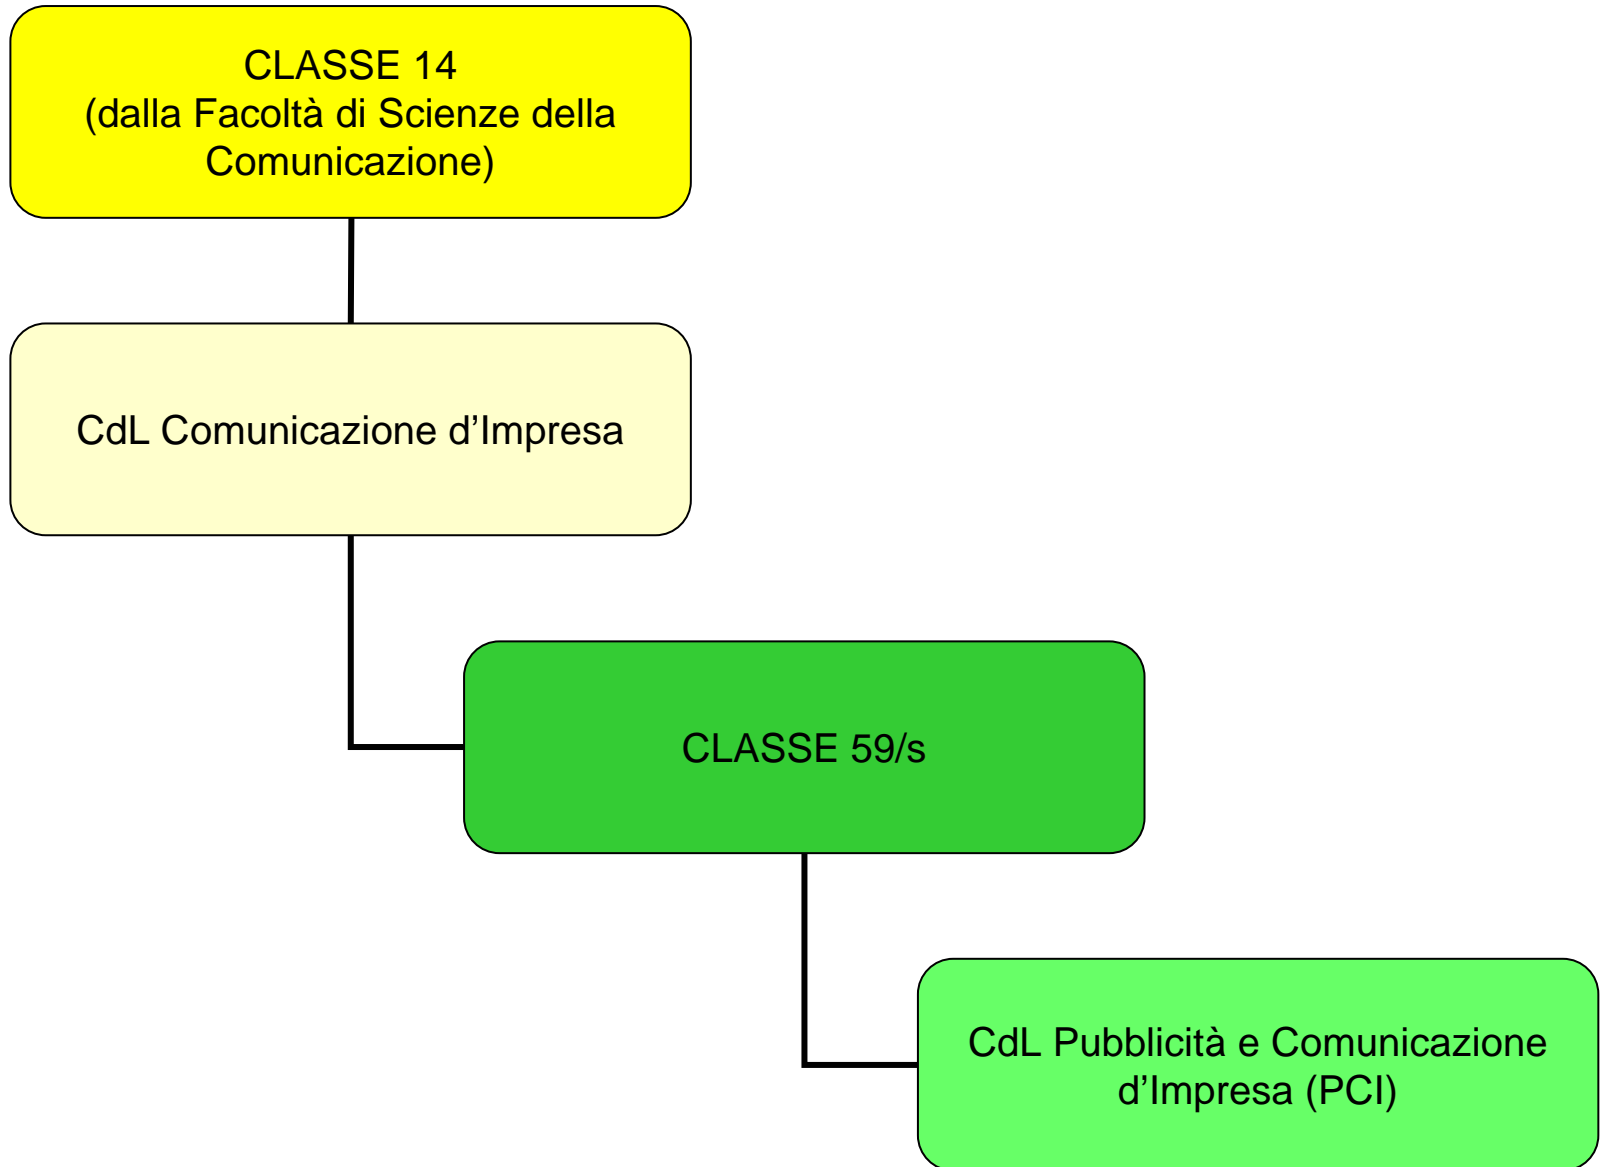 CLASSE 14
(dalla Facoltà di Scienze della
Comunicazione)
CdL Comunicazione d’Impresa
CLASSE 59/s
CdL Pubblicità e Comunicazione
d’Impresa (PCI)